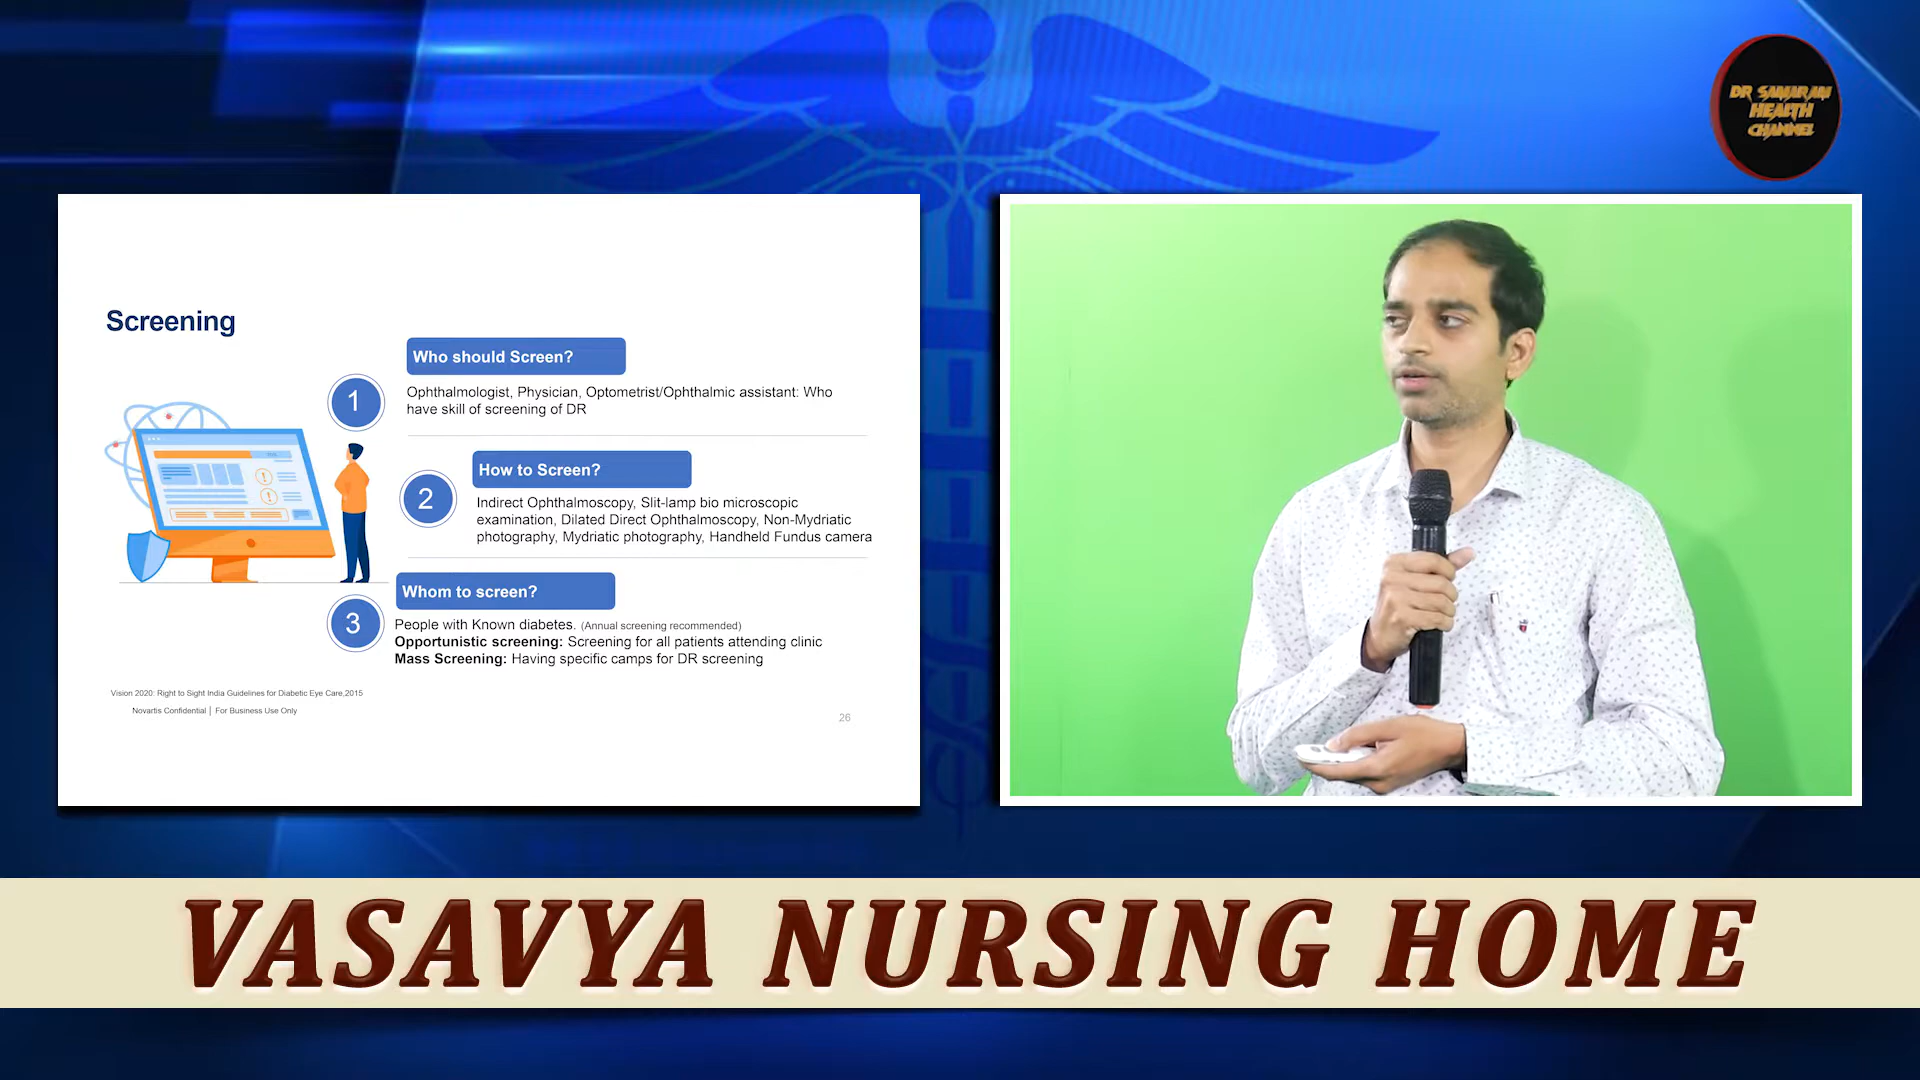 DR SAMARAM
HEALTH
CHANNEL
Screening
Who should Screen?
1
Ophthalmologist, Physician, Optometrist/Ophthalmic assistant: Who
have skill of screening of DR
How to Screen?
2
Indirect Ophthalmoscopy, Slit-lamp bio microscopic
examination, Dilated Direct Ophthalmoscopy, Non-Mydriatic
photography, Mydriatic photography, Handheld Fundus camera
Whom to screen?
3
People with Known diabetes. (Annual screening recommended)
Opportunistic screening: Screening for all patients attending clinic
Mass Screening: Having specific camps for DR screening
Vision 2020: Right to Sight India Guidelines for Diabetic Eye Care,2015
Novartis Confidential | For Business Use Only
26
VASAVYA NURSING HOME